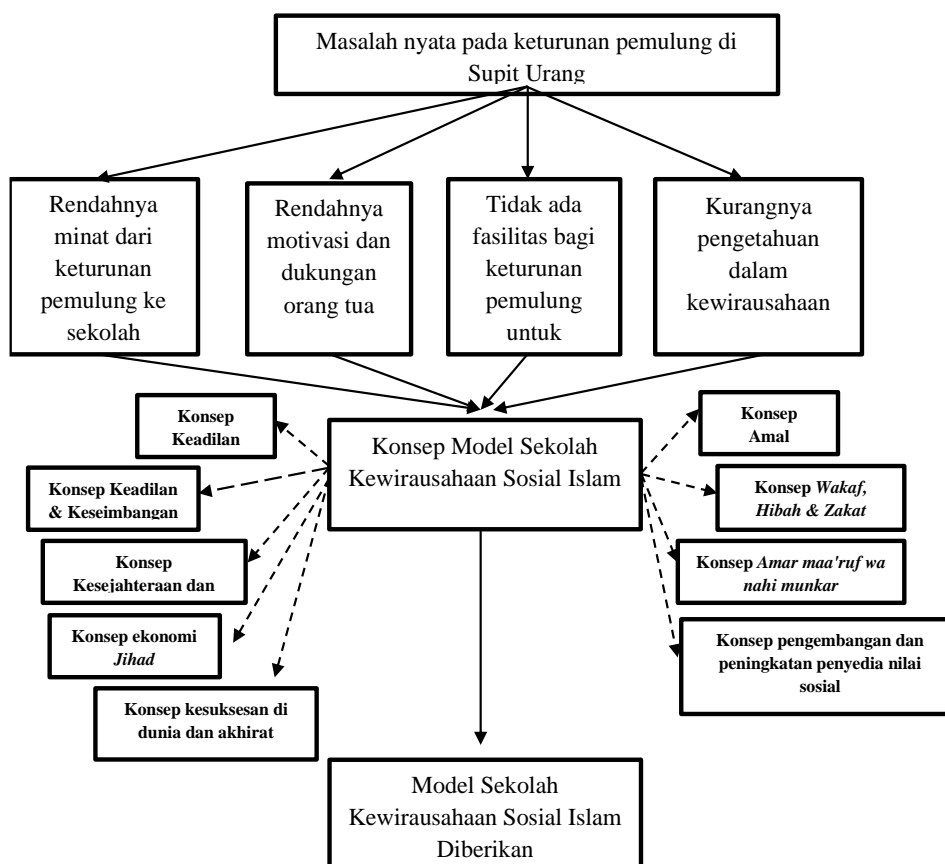 Masalah nyata pada keturunan pemulung di
Supit Urang
Rendahnya
minat dari
keturunan
pemulung ke
sekolah
Rendahnya
motivasi dan
dukungan
orang tua
Tidak ada
fasilitas bagi
keturunan
pemulung
untuk
Kurangnya
pengetahuan
dalam
kewirausahaan
Konsep
Keadilan
Konsep Keadilan
& Keseimbangan
Konsep
Kesejahteraan dan
Konsep ekonomi
Jihad
Konsep kesuksesan di
dunia dan akhirat
Konsep Model Sekolah
Kewirausahaan Sosial Islam
Konsep
Amal
Konsep Wakaf,
Hibah & Zakat
Konsep Amar maa'ruf wa
nahi munkar
Konsep pengembangan dan
peningkatan penyedia nilai
sosial
Model Sekolah
Kewirausahaan Sosial Islam
Diberikan